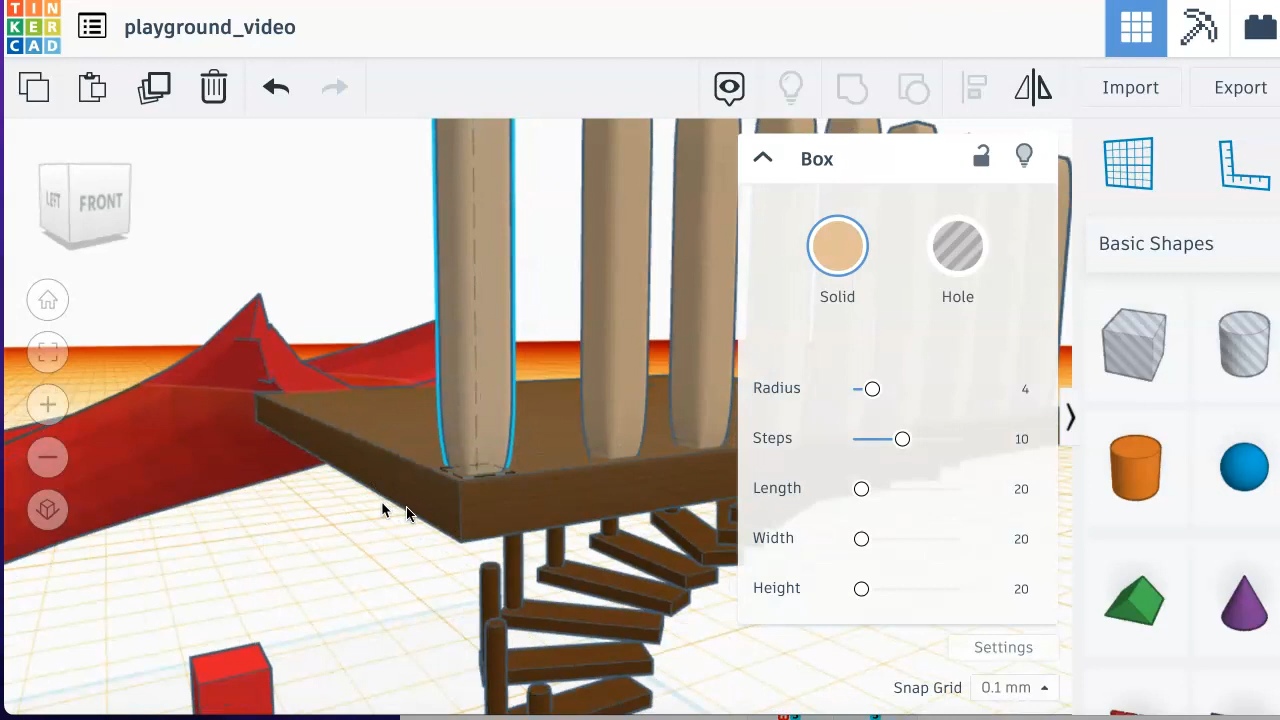 TIN
KER
CAD
playground_video
Import
Export
LEFT
FRONT
Box
Solid
Hole
Radius 4
Steps 10
Length 20
Width 20
Height 20
Settings
Snap Grid 0.1 mm
Basic Shapes